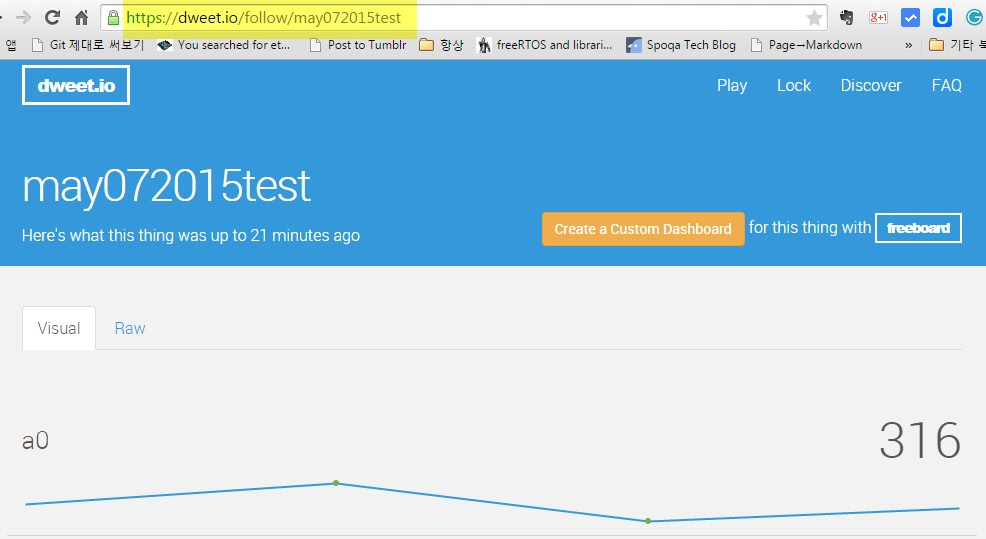 https://dweet.io/follow/may072015test
앱 Git 제대로 써보기 You searched for et... Post to Tumblr 항상 freeRTOS and librari... Spoqa Tech Blog Page→Markdown » 기타
dweet.io Play Lock Discover FAQ
may072015test
Here's what this thing was up to 21 minutes ago
Create a Custom Dashboard for this thing with freeboard
Visual Raw
a0 316